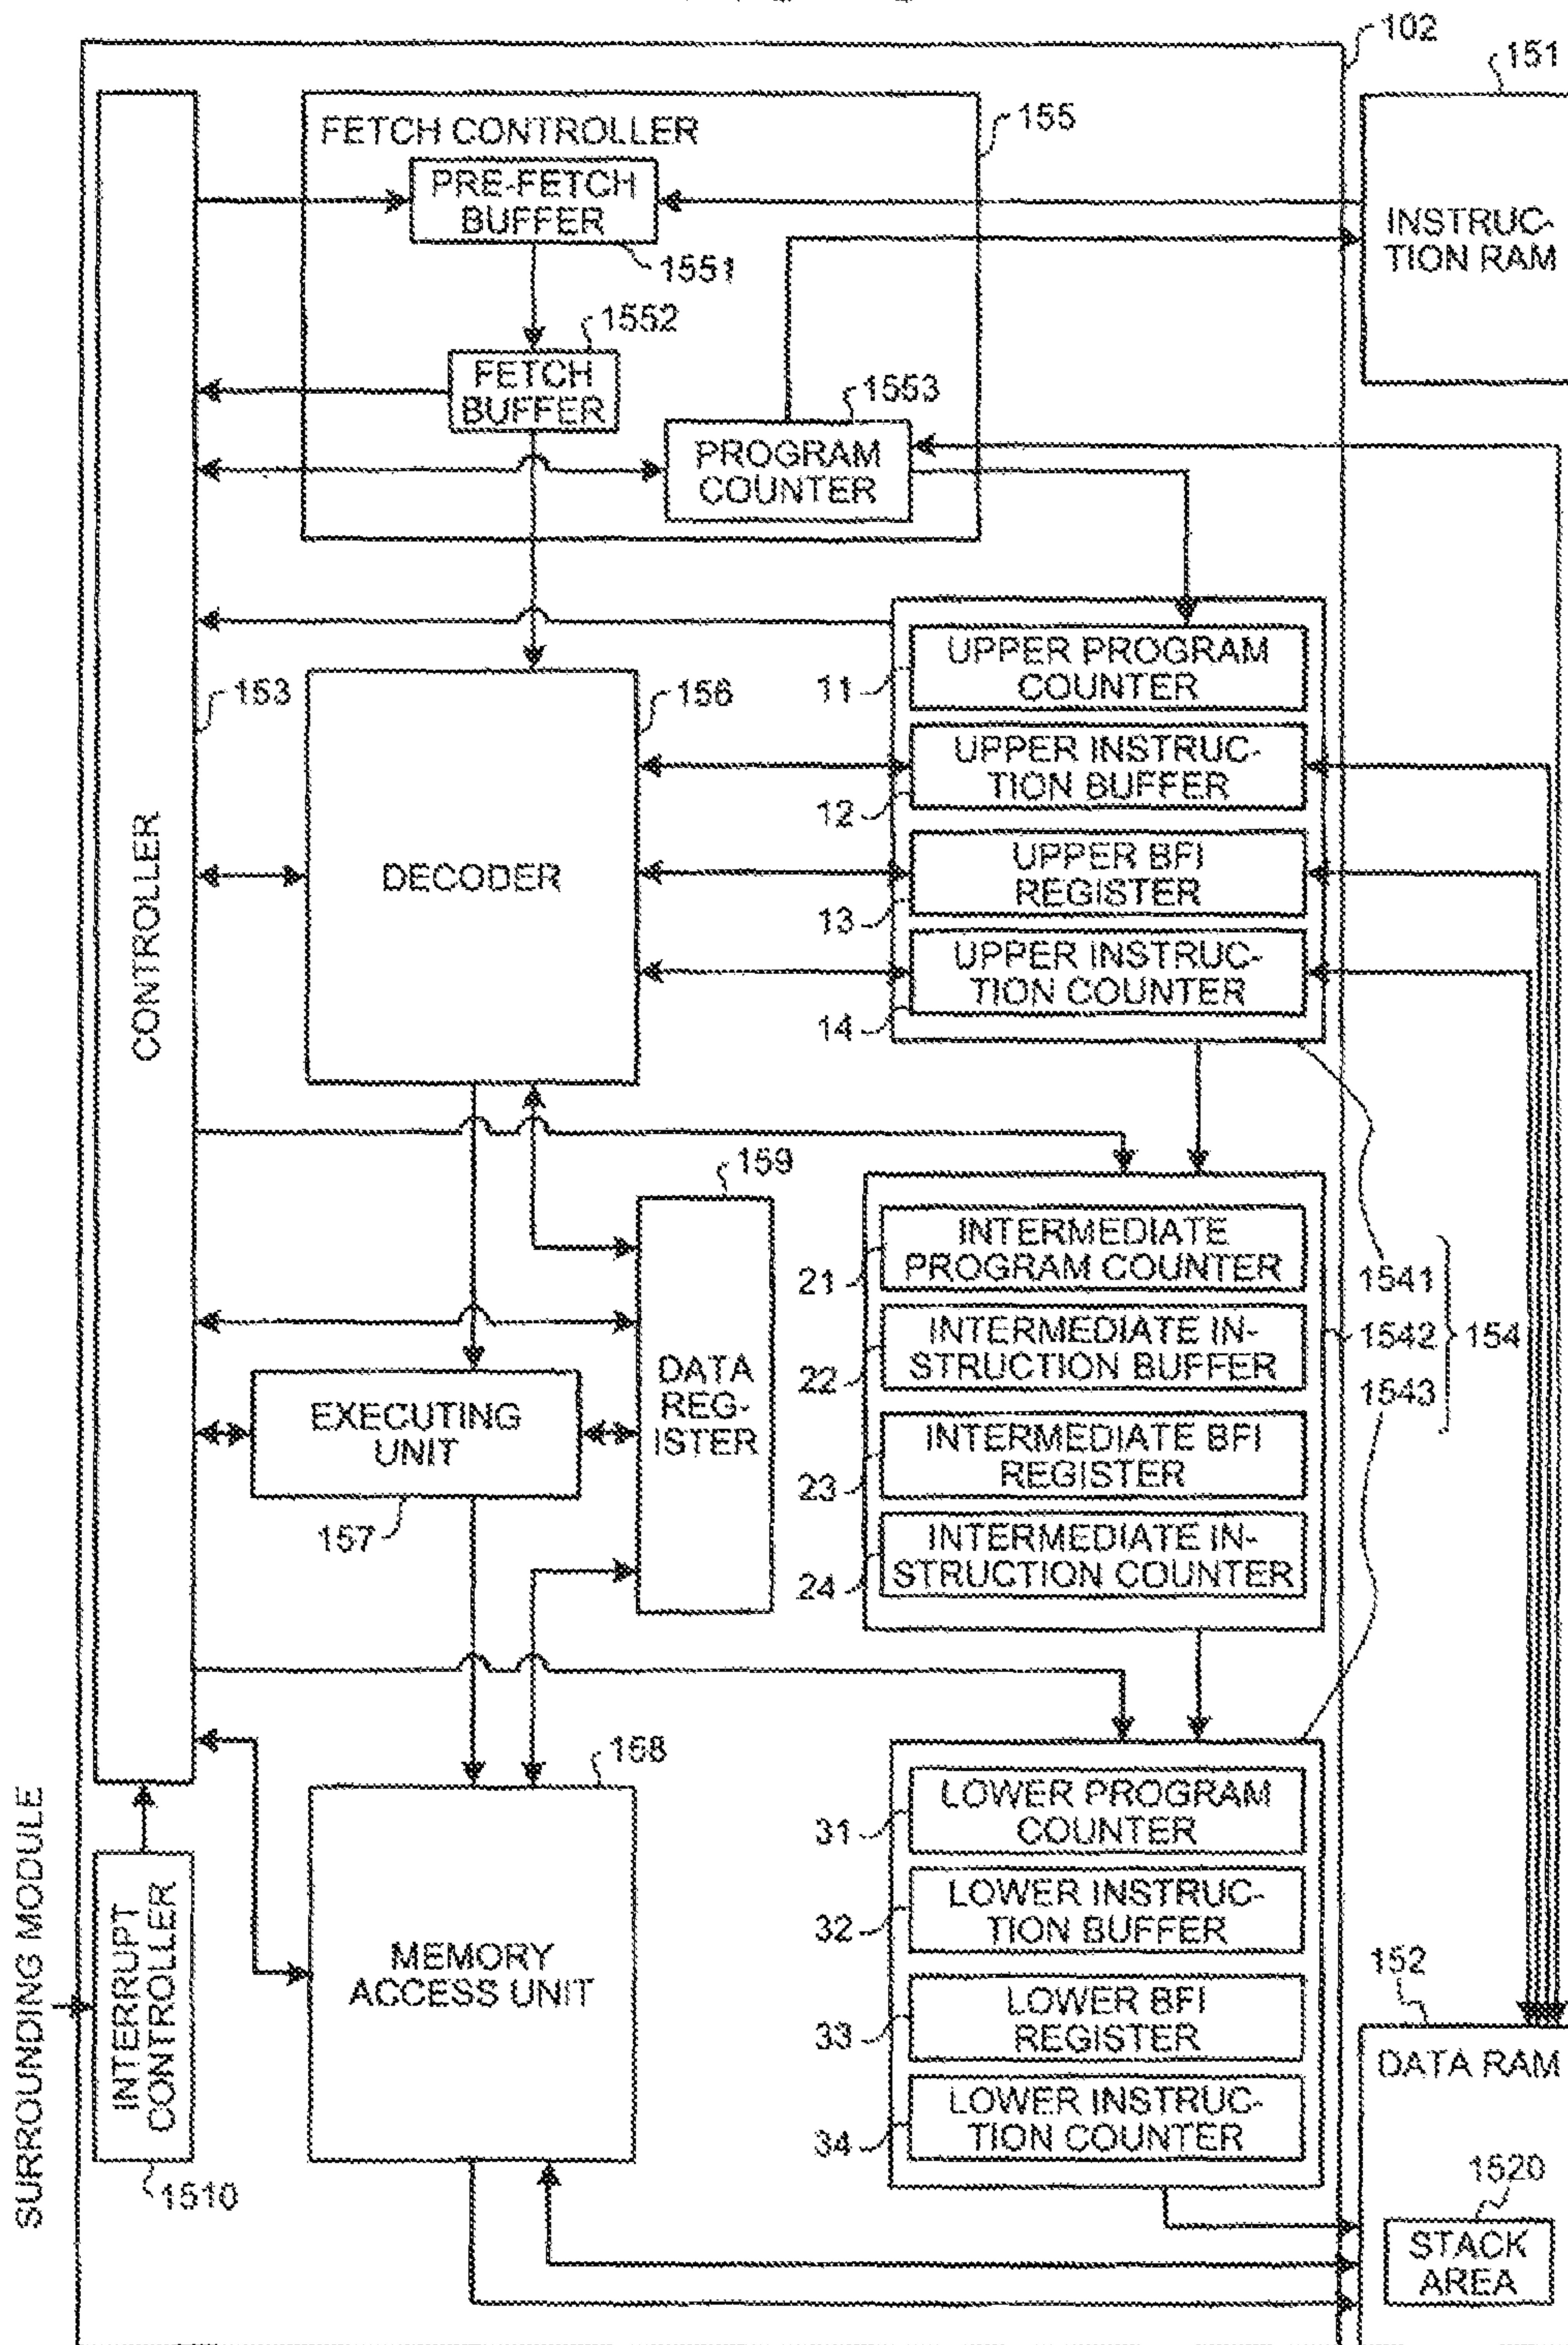 102
151
FETCH CONTROLLER
155
PRE-FETCH
BUFFER
INSTRUC-
TION RAM
1551
1552
FETCH
BUFFER
1553
PROGRAM
COUNTER
153
156
UPPER PROGRAM
COUNTER
11
UPPER INSTRUC-
TION BUFFER
12
CONTROLLER
DECODER
UPPER BFI
REGISTER
13
UPPER INSTRUC-
TION COUNTER
14
159
INTERMEDIATE
PROGRAM COUNTER
21
1541
INTERMEDIATE IN-
STRUCTION BUFFER
22
1542
154
1543
DATA
REG-
ISTER
EXECUTING
UNIT
157
INTERMEDIATE BFI
REGISTER
23
INTERMEDIATE IN-
STRUCTION COUNTER
24
158
LOWER PROGRAM
COUNTER
31
LOWER INSTRUC-
TION BUFFER
32
SURROUNDING MODULE
INTERRUPT
CONTROLLER
MEMORY
ACCESS UNIT
152
LOWER BFI
REGISTER
33
DATA RAM
LOWER INSTRUC-
TION COUNTER
34
1510
1520
STACK
AREA